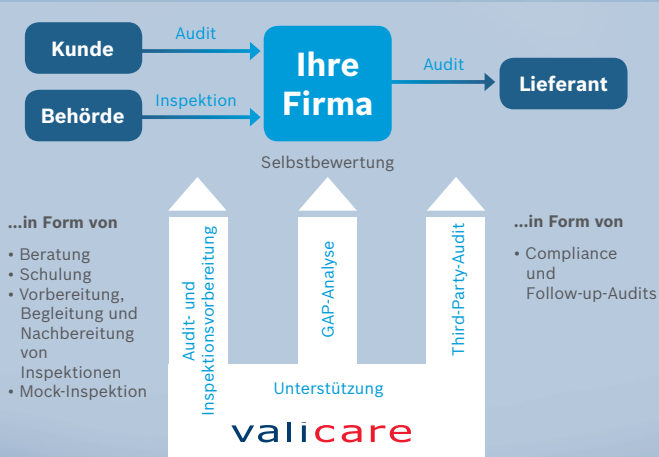 Kunde
Audit
Ihre
Firma
Audit
Lieferant
Behörde
Inspektion
Selbstbewertung
...in Form von
• Beratung
• Schulung
• Vorbereitung,
Begleitung und
Nachbereitung
von
Inspektionen
• Mock-Inspektion
Audit- und
Inspektionsvorbereitung
GAP-Analyse
Third-Party-Audit
...in Form von
• Compliance
und
Follow-up-Audits
Unterstützung
valicare